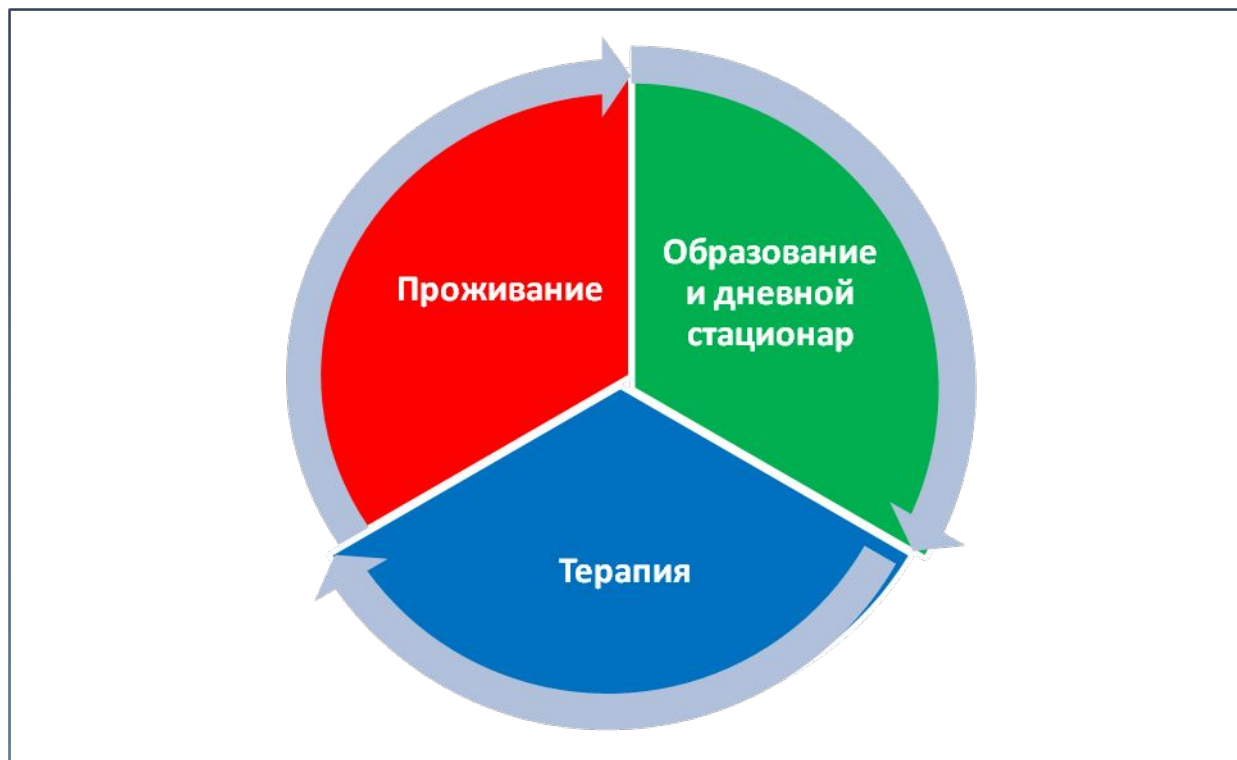 Проживание
Образование
и дневной
стационар
Терапия